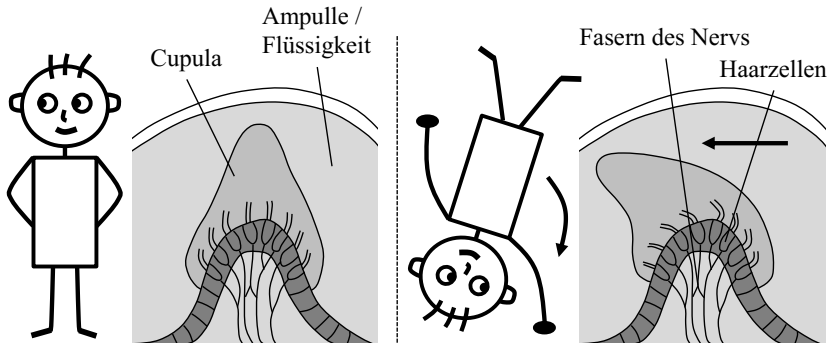 Cupula
Ampulle /
Flüssigkeit
Fasern des Nervs
Haarzellen